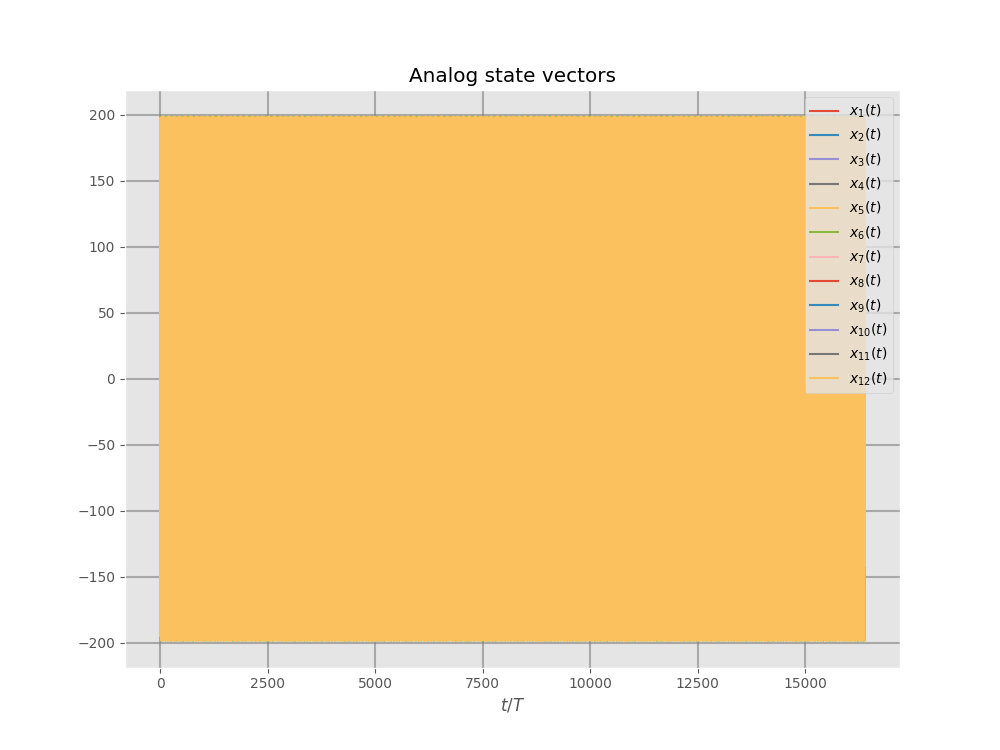 Analog state vectors
200
150
100
50
0
−50
−100
−150
−200
x₁(t)
x₂(t)
x₃(t)
x₄(t)
x₅(t)
x₆(t)
x₇(t)
x₈(t)
x₉(t)
x₁₀(t)
x₁₁(t)
x₁₂(t)
0 2500 5000 7500 10000 12500 15000
t/T